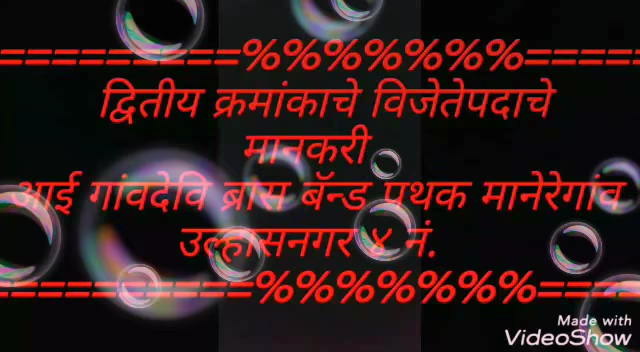 ==========%%%%%%%=====
द्वितीय क्रमांकाचे विजेतेपदाचे
मानकरी
आई गांवदेवि ब्रास बॅन्ड पथक मानेरेगांव
उल्हासनगर ४ नं.
==========%%%%%%%=====
Made with
VideoShow